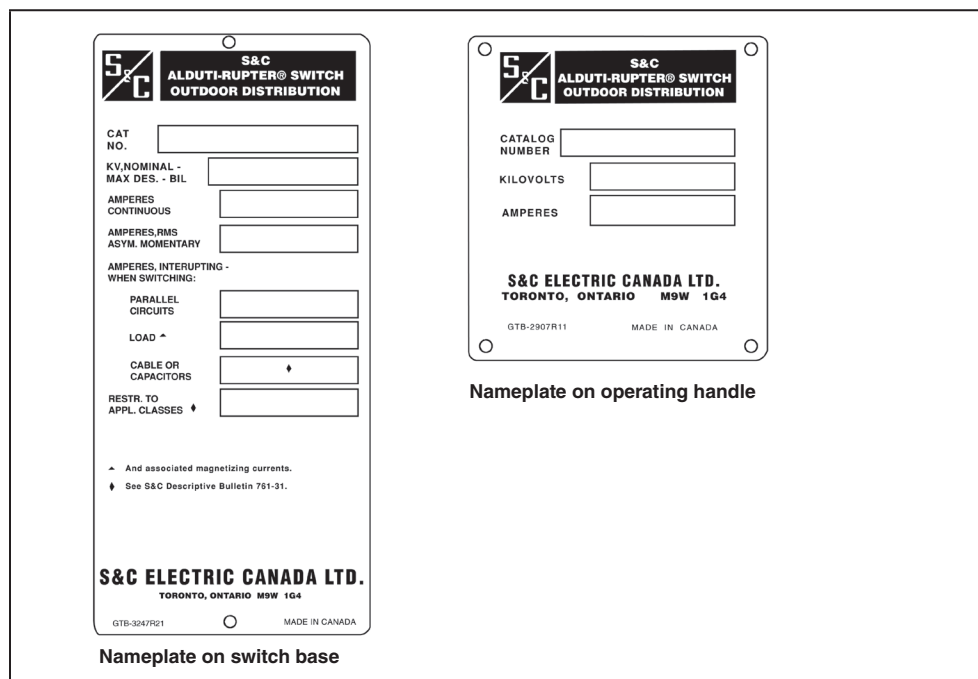 S&C
S&C
ALDUTI-RUPTER® SWITCH
OUTDOOR DISTRIBUTION
CAT
NO.
KV,NOMINAL -
MAX DES. - BIL
AMPERES
CONTINUOUS
AMPERES,RMS
ASYM. MOMENTARY
AMPERES, INTERUPTING -
WHEN SWITCHING:
PARALLEL
CIRCUITS
LOAD
CABLE OR
CAPACITORS ♦
RESTR. TO
APPL. CLASSES ♦
And associated magnetizing currents.
♦ See S&C Descriptive Bulletin 761-31.
S&C ELECTRIC CANADA LTD.
TORONTO, ONTARIO M9W 1G4
GTB-3247R21 MADE IN CANADA
Nameplate on switch base
S&C
S&C
ALDUTI-RUPTER® SWITCH
OUTDOOR DISTRIBUTION
CATALOG
NUMBER
KILOVOLTS
AMPERES
S&C ELECTRIC CANADA LTD.
TORONTO, ONTARIO M9W 1G4
GTB-2907R11 MADE IN CANADA
Nameplate on operating handle